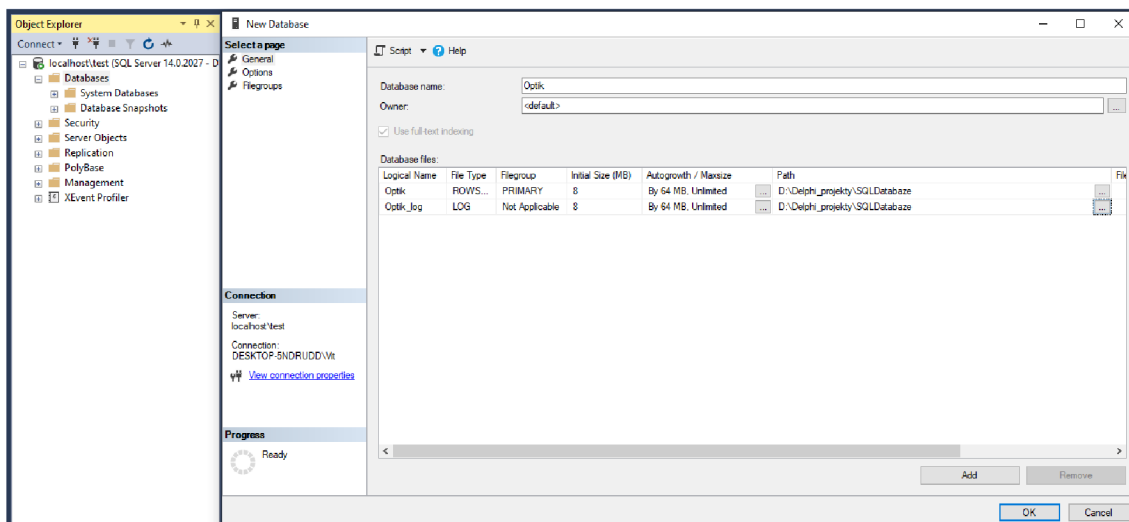 Object Explorer
Connect
localhost\test (SQL Server 14.0.2027 - D
Databases
System Databases
Database Snapshots
Security
Server Objects
Replication
PolyBase
Management
XEvent Profiler
New Database
Select a page
General
Options
Filegroups
Connection
Server:
localhost\test
Connection:
DESKTOP-5NDRUDD\Vit
View connection properties
Progress
Ready
Script Help
Database name: Optik
Owner: <default> ...
Use full-text indexing
Database files:
Logical Name File Type Filegroup Initial Size (MB) Autogrowth / Maxsize Path File
Optik ROWS... PRIMARY 8 By 64 MB, Unlimited ... D:\Delphi_projekty\SQLDatabaze ...
Optik_log LOG Not Applicable 8 By 64 MB, Unlimited ... D:\Delphi_projekty\SQLDatabaze ...
Add Remove
OK Cancel